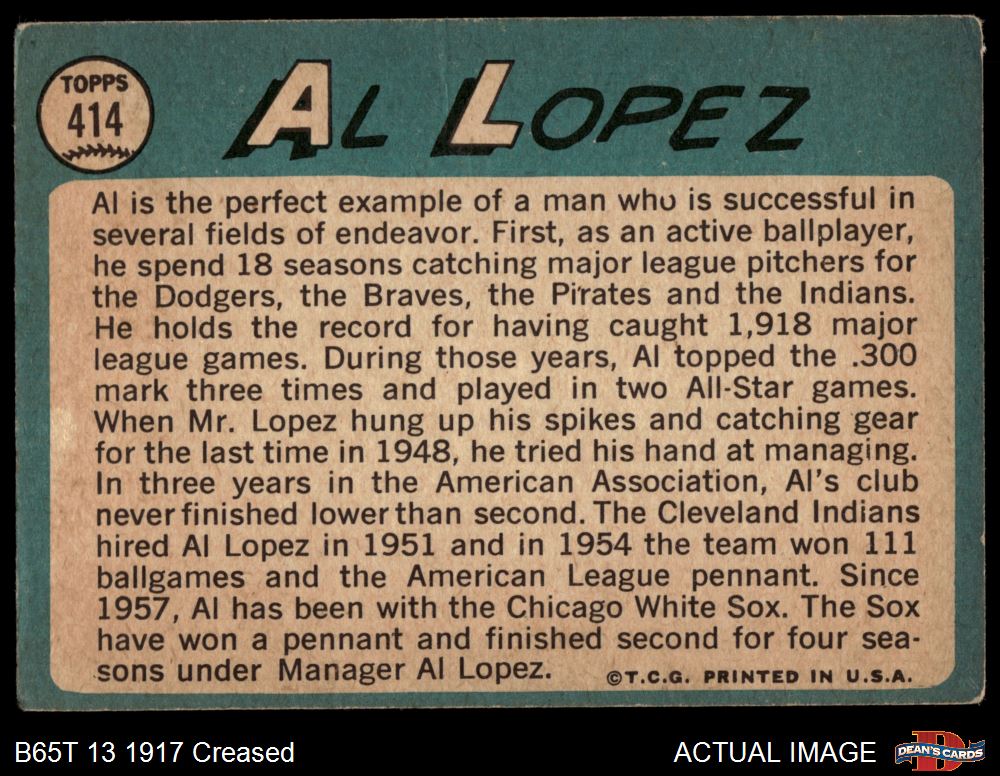 TOPPS
414
AL LOPEZ
Al is the perfect example of a man who is successful in
several fields of endeavor. First, as an active ballplayer,
he spend 18 seasons catching major league pitchers for
the Dodgers, the Braves, the Pirates and the Indians.
He holds the record for having caught 1,918 major
league games. During those years, Al topped the .300
mark three times and played in two All-Star games.
When Mr. Lopez hung up his spikes and catching gear
for the last time in 1948, he tried his hand at managing.
In three years in the American Association, Al's club
never finished lower than second. The Cleveland Indians
hired Al Lopez in 1951 and in 1954 the team won 111
ballgames and the American League pennant. Since
1957, Al has been with the Chicago White Sox. The Sox
have won a pennant and finished second for four sea-
sons under Manager Al Lopez.
©T.C.G. PRINTED IN U.S.A.
B65T 13 1917 Creased
ACTUAL IMAGE
D
DEAN'S CARDS